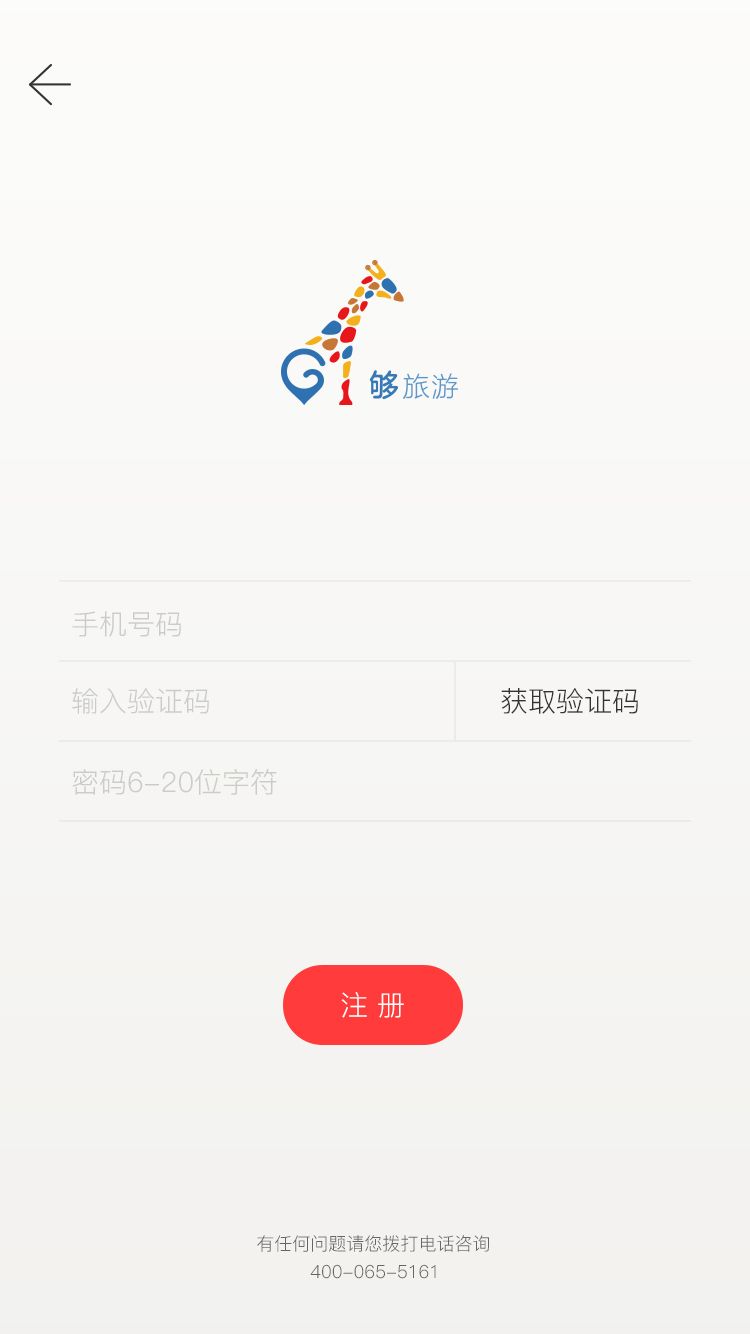 够旅游
手机号码
输入验证码 获取验证码
密码6-20位字符
注 册
有任何问题请您拨打电话咨询
400-065-5161